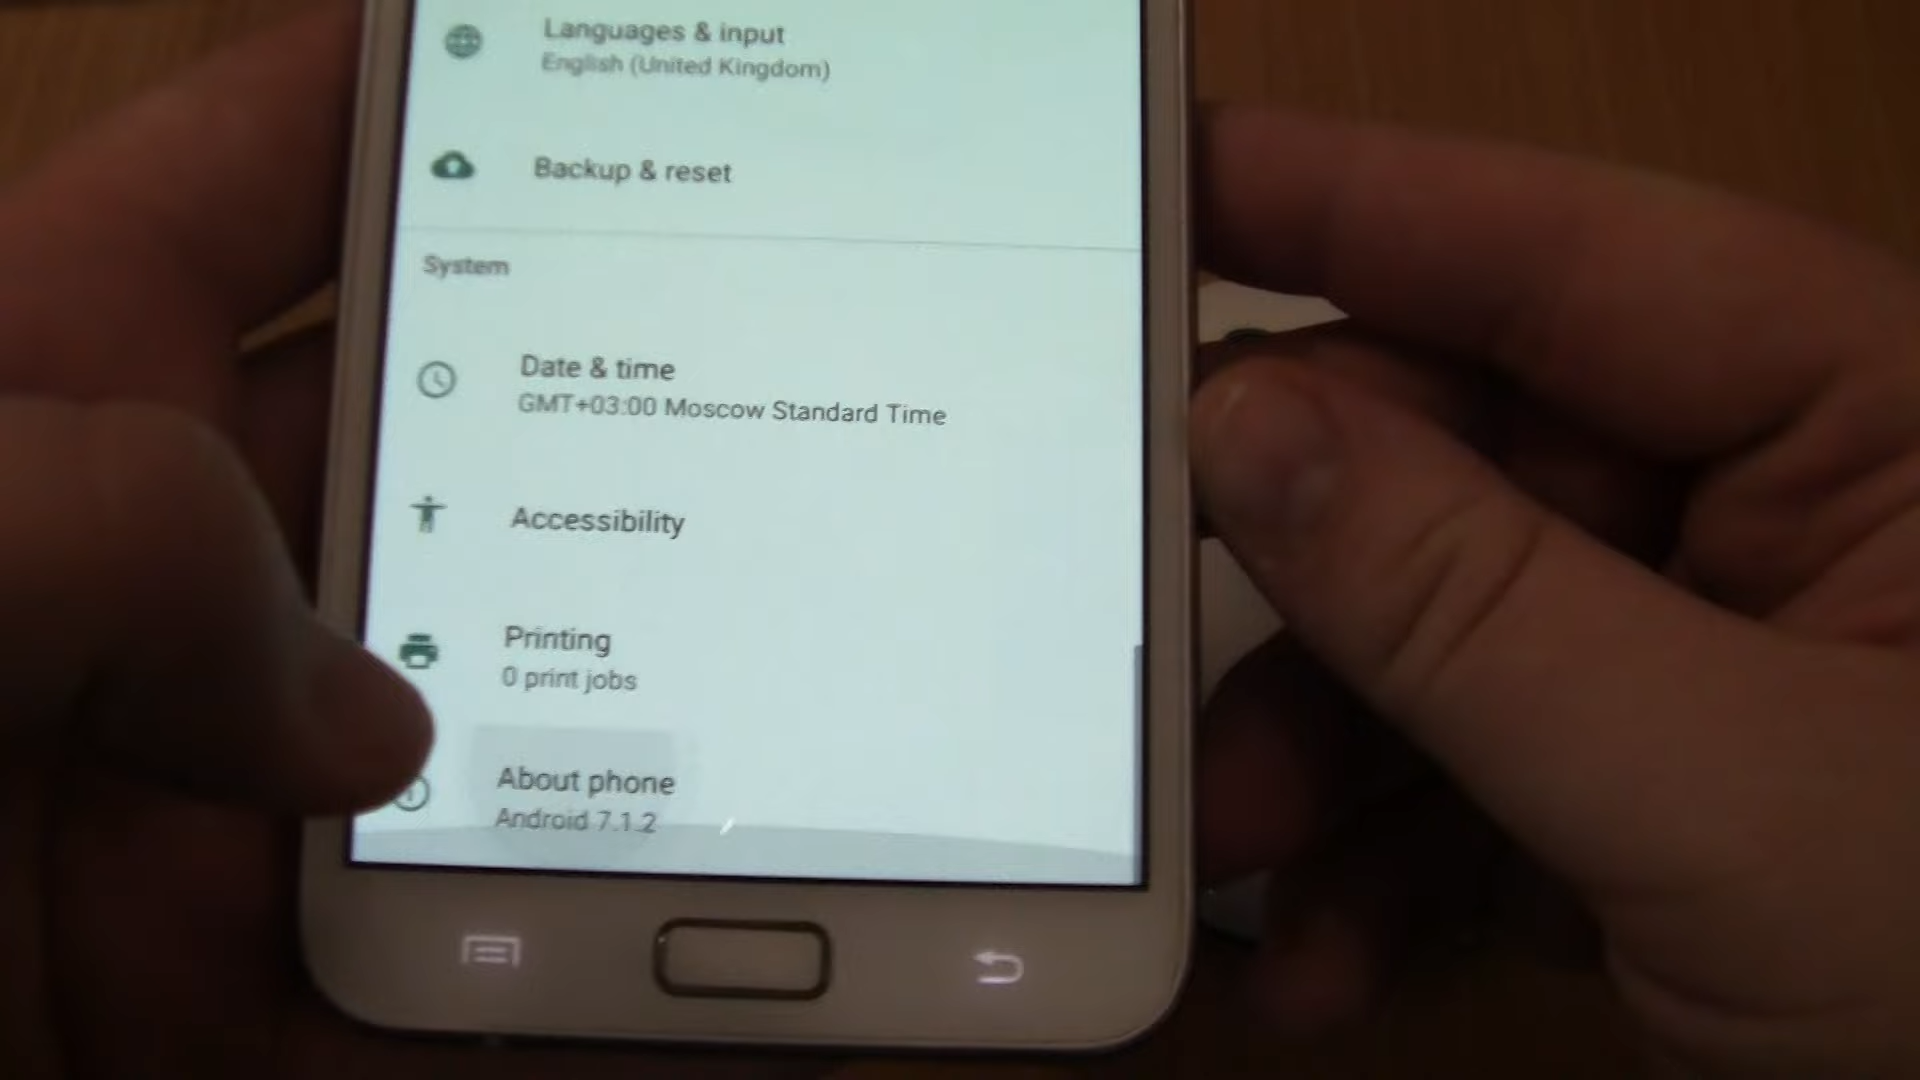 Languages & input
English (United Kingdom)
Backup & reset
System
Date & time
GMT+03:00 Moscow Standard Time
Accessibility
Printing
0 print jobs
About phone
Android 7.1.2